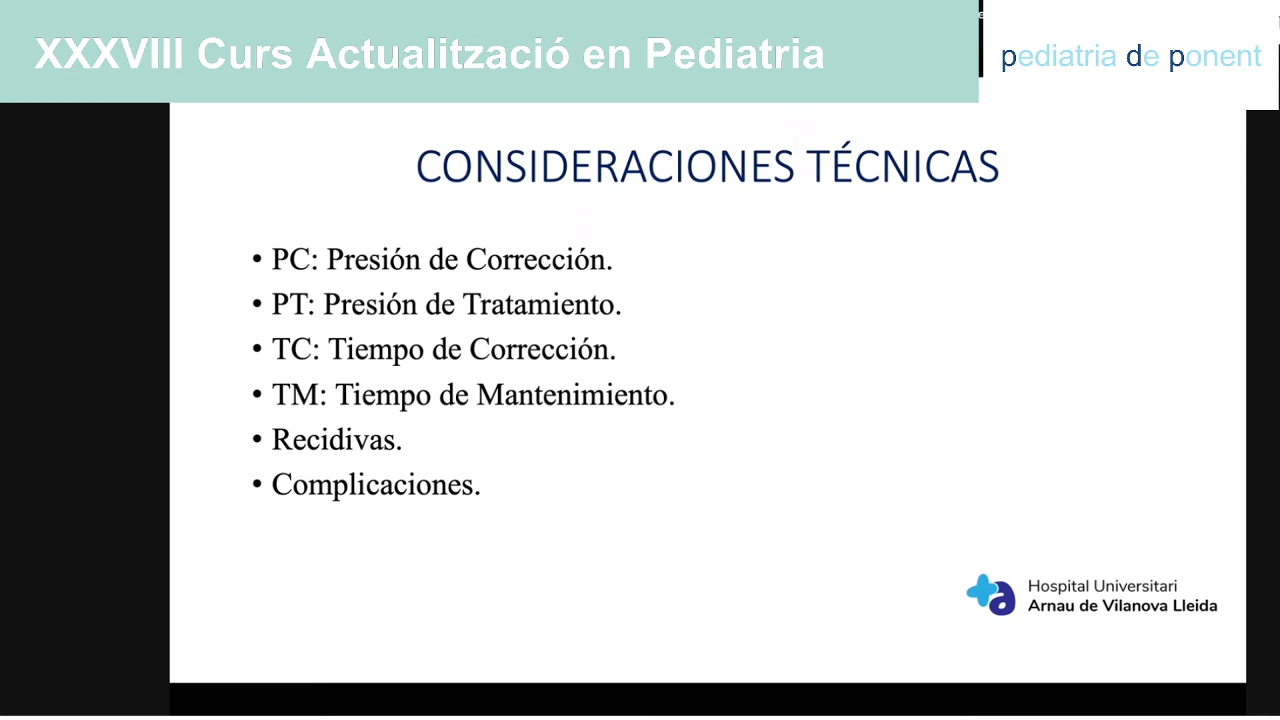 XXXVIII Curs Actualització en Pediatria
pediatria de ponent
CONSIDERACIONES TÉCNICAS
• PC: Presión de Corrección.
• PT: Presión de Tratamiento.
• TC: Tiempo de Corrección.
• TM: Tiempo de Mantenimiento.
• Recidivas.
• Complicaciones.
Hospital Universitari
Arnau de Vilanova Lleida